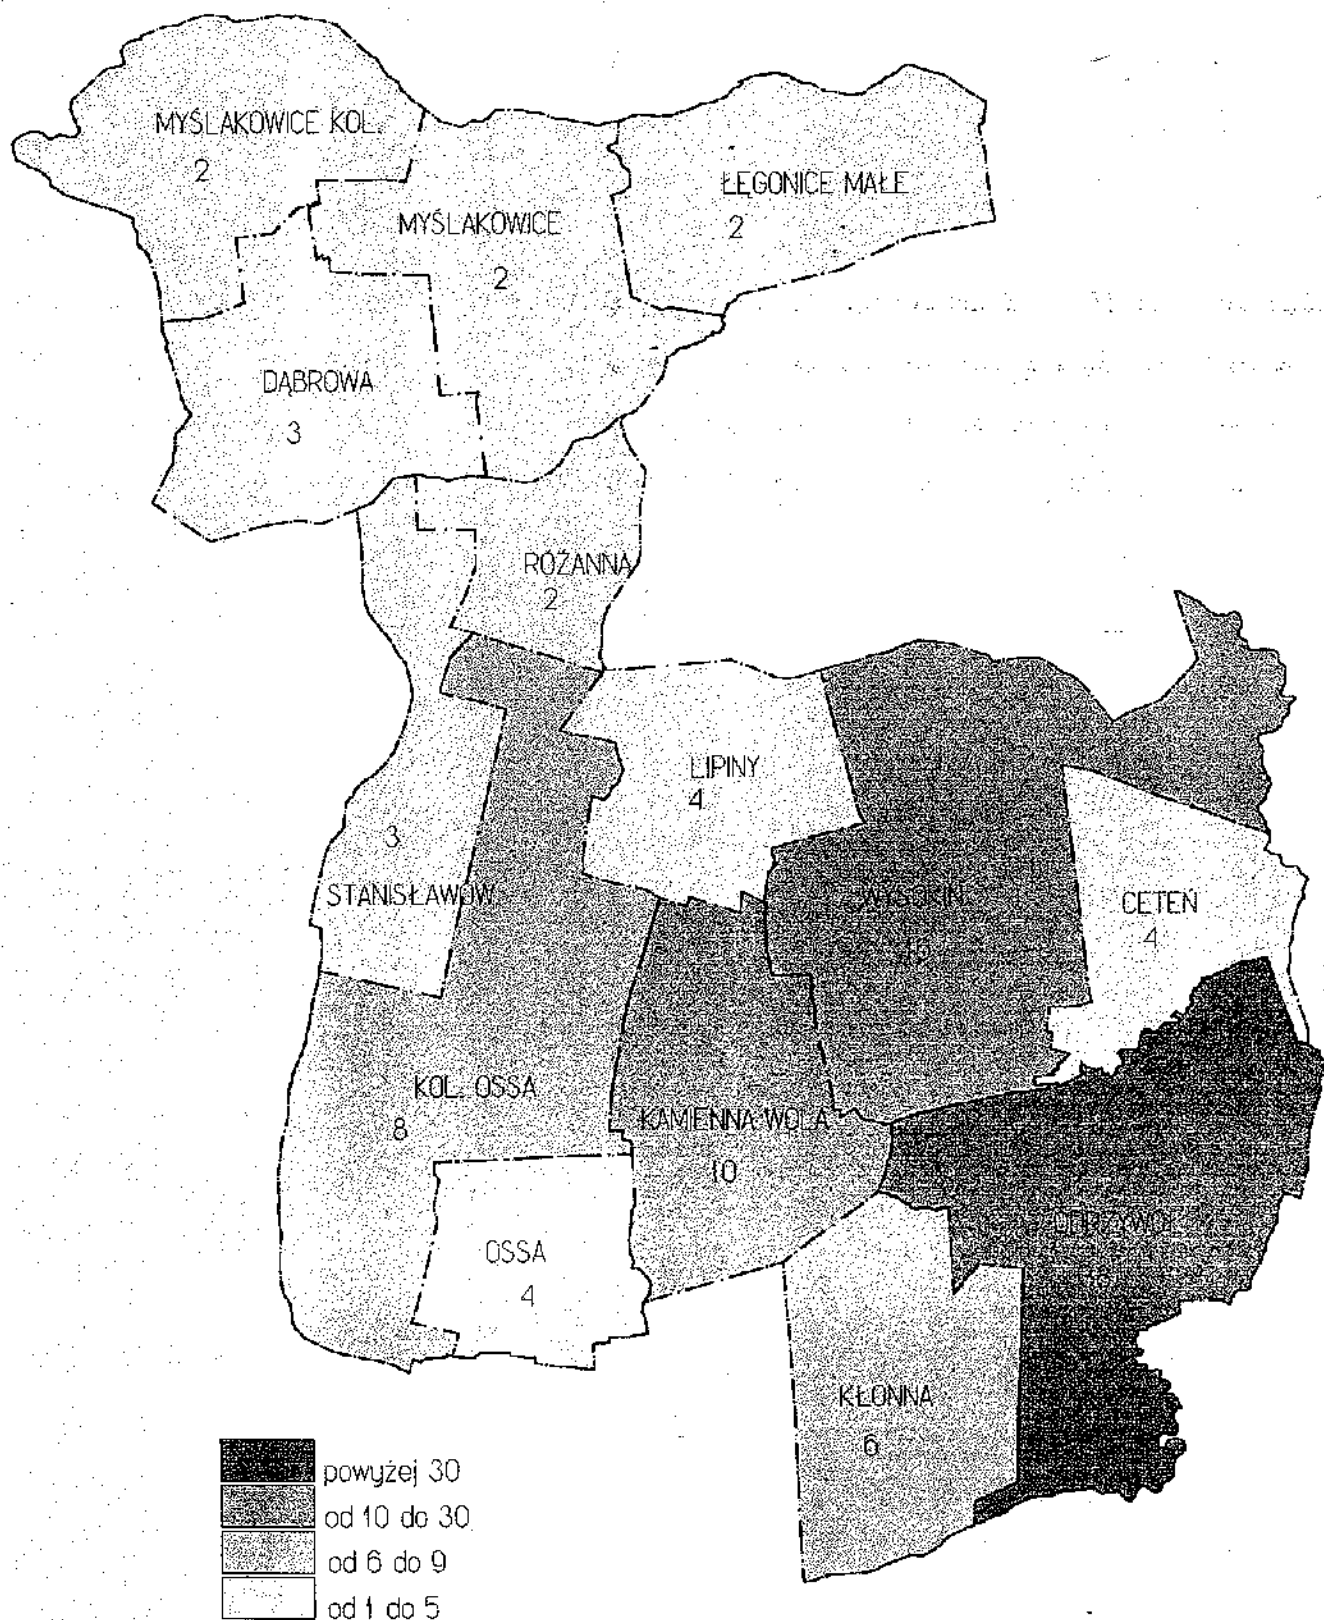 MYŚLAKOWICE KOL.
2
MYŚLAKOWICE
2
ŁĘGONICE MAŁE
2
DĄBROWA
3
RÓŻANNA
2
LIPINY
4
3
STANISŁAWÓW
WYSOKIN
CETEŃ
4
KOL. OSSA
8
KAMIENNA WOLA
10
ODRZYWÓŁ
OSSA
4
KŁONNA
6
powyżej 30
od 10 do 30
od 6 do 9
od 1 do 5